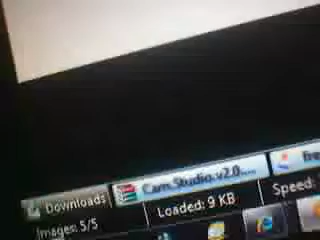 Downloads
Cam Studio v2.0....
Images: 5/5
Loaded: 9 KB
Speed: